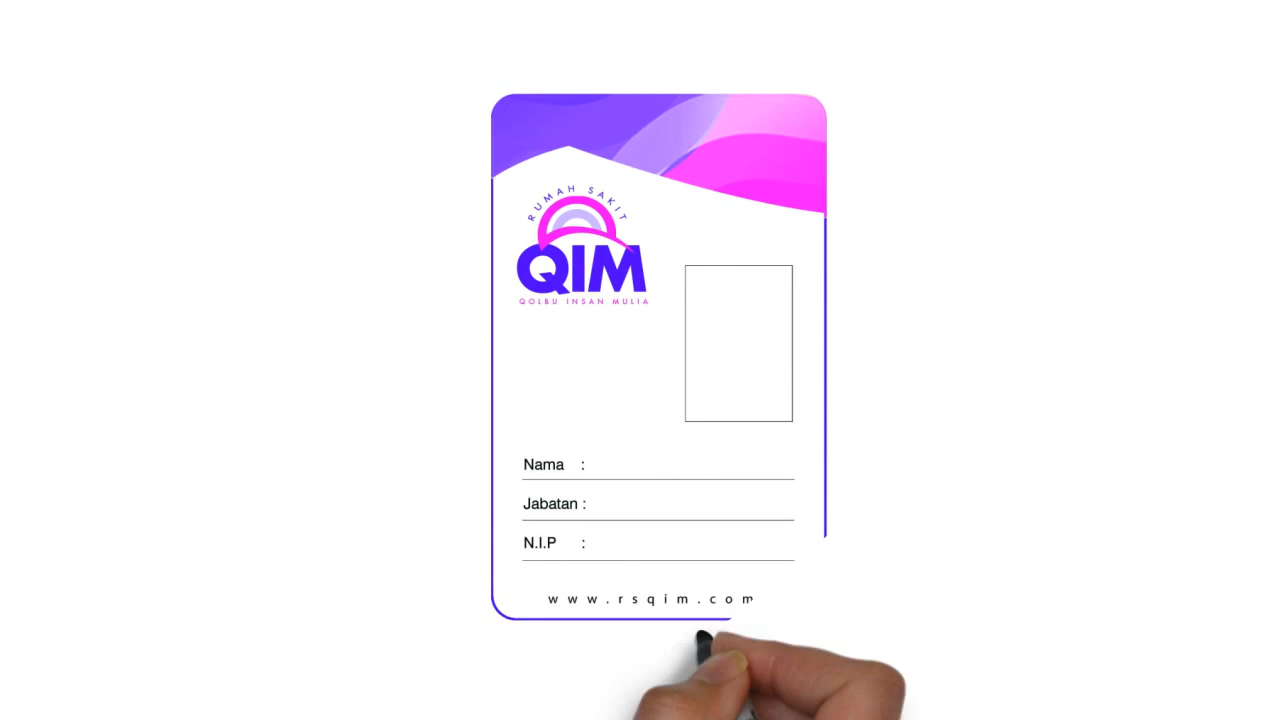 RUMAH SAKIT
QIM
QOLBU INSAN MULIA
Nama :
Jabatan :
N.I.P :
www.rsqim.com